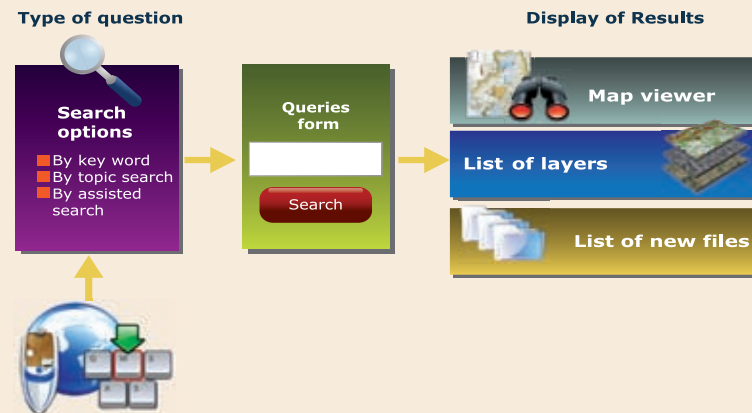 Type of question
Display of Results
Search
options
By key word
By topic search
By assisted
search
Queries
form
Search
Map viewer
List of layers
List of new files